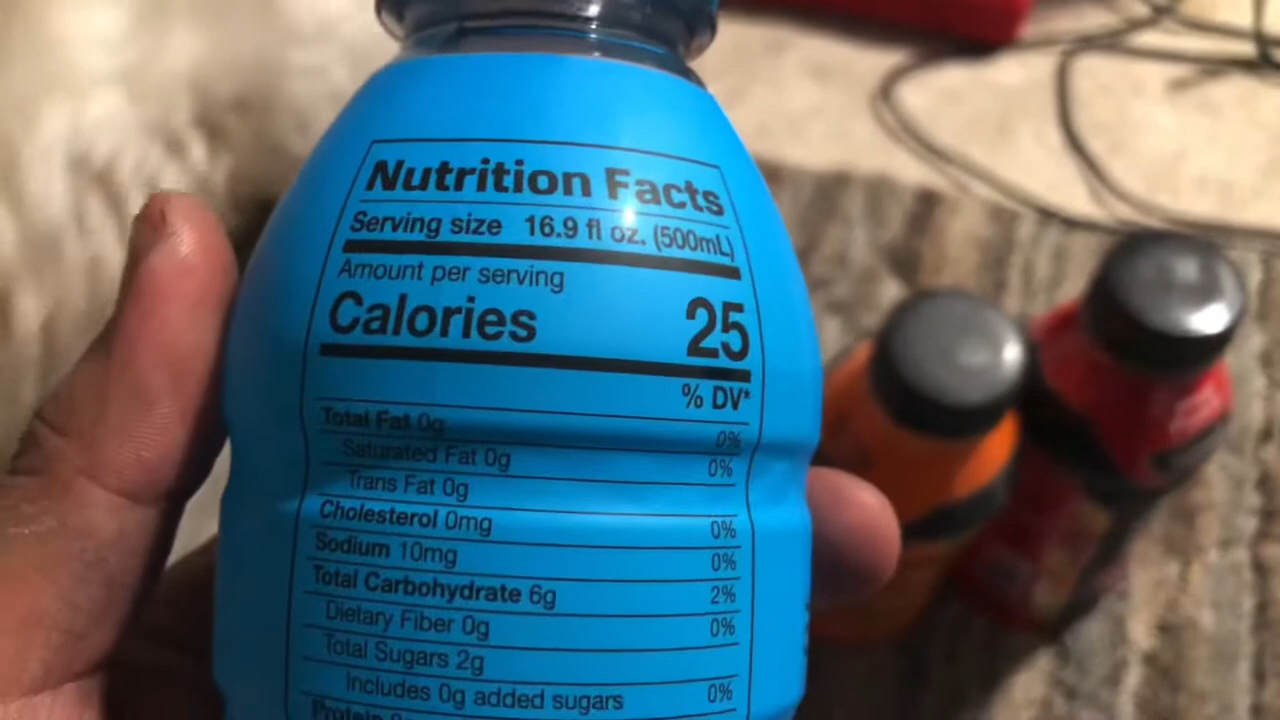 Nutrition Facts
Serving size 16.9 fl oz. (500mL)
Amount per serving
Calories 25
% DV*
Total Fat 0g 0%
Saturated Fat 0g 0%
Trans Fat 0g
Cholesterol 0mg 0%
Sodium 10mg 0%
Total Carbohydrate 6g 2%
Dietary Fiber 0g 0%
Total Sugars 2g
Includes 0g added sugars 0%
Protein